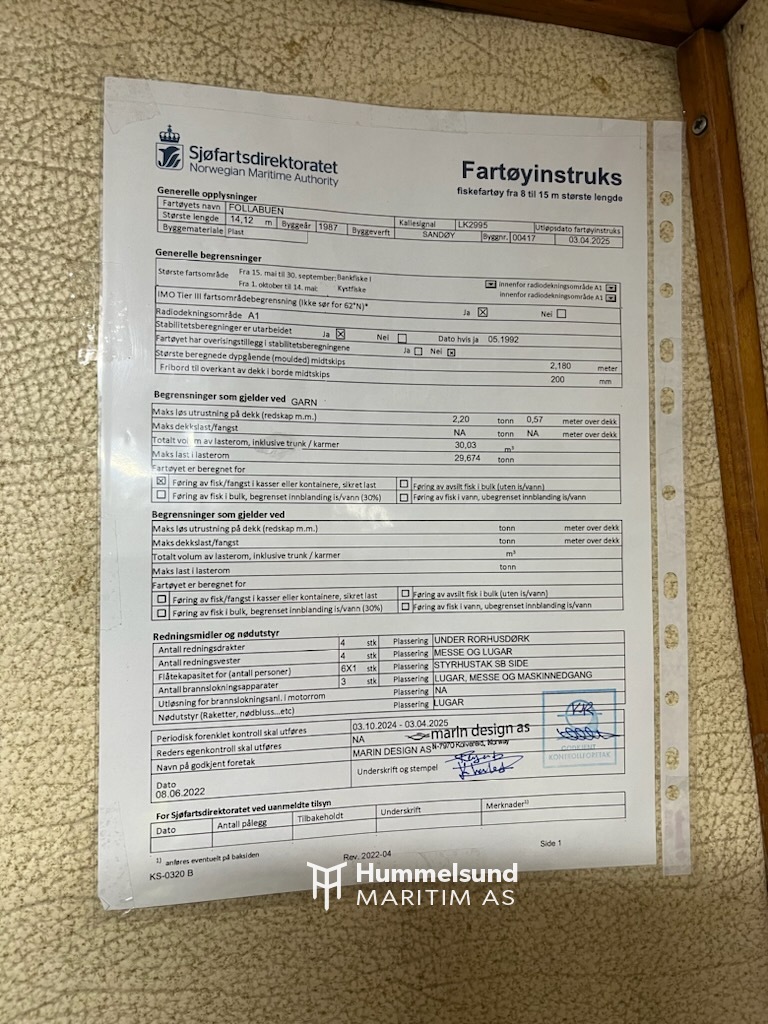 Sjøfartsdirektoratet
Norwegian Maritime Authority
Fartøyinstruks
fiskefartøy fra 8 til 15 m største lengde
Generelle opplysninger
Fartøyets navn FOLLABUEN
Største lengde 14,12 m Byggeår 1987 Byggeverft Kallesignal LK2995 Utløpsdato fartøyinstruks
Byggemateriale Plast SANDØY Byggnr. 00417 03.04.2025
Generelle begrensninger
Største fartsområde Fra 15. mai til 30. september: Bankfiske I innenfor radiodekningsområde A1
Fra 1. oktober til 14. mai: Kystfiske innenfor radiodekningsområde A1
IMO Tier III fartsområdebegrensning (Ikke sør for 62°N)* Ja ☒ Nei ☐
Radiodekningsområde A1
Stabilitetsberegninger er utarbeidet Ja ☒ Nei ☐ Dato hvis ja 05.1992
Fartøyet har overisingstillegg i stabilitetsberegningene Ja ☐ Nei ☒
Største beregnede dypgående (moulded) midtskips 2,180 meter
Fribord til overkant av dekk i borde midtskips 200 mm
Begrensninger som gjelder ved GARN
Maks løs utrustning på dekk (redskap m.m.) 2,20 tonn 0,57 meter over dekk
Maks dekkslast/fangst NA tonn NA meter over dekk
Totalt volum av lasterom, inklusive trunk / karmer 30,03 m³
Maks last i lasterom 29,674 tonn
Fartøyet er beregnet for
☒ Føring av fisk/fangst i kasser eller kontainere, sikret last ☐ Føring av avsilt fisk i bulk (uten is/vann)
☐ Føring av fisk i bulk, begrenset innblanding is/vann (30%) ☐ Føring av fisk i vann, ubegrenset innblanding is/vann
Begrensninger som gjelder ved
Maks løs utrustning på dekk (redskap m.m.) tonn meter over dekk
Maks dekkslast/fangst tonn meter over dekk
Totalt volum av lasterom, inklusive trunk / karmer m³
Maks last i lasterom tonn
Fartøyet er beregnet for
☐ Føring av fisk/fangst i kasser eller kontainere, sikret last ☐ Føring av avsilt fisk i bulk (uten is/vann)
☐ Føring av fisk i bulk, begrenset innblanding is/vann (30%) ☐ Føring av fisk i vann, ubegrenset innblanding is/vann
Redningsmidler og nødutstyr
Antall redningsdrakter 4 stk Plassering UNDER RORHUSDØRK
Antall redningsvester 4 stk Plassering MESSE OG LUGAR
Flåtekapasitet for (antall personer) 6X1 stk Plassering STYRHUSTAK SB SIDE
Antall brannslokningsapparater 3 stk Plassering LUGAR, MESSE OG MASKINNEDGANG
Utløsning for brannslokningsanl. i motorrom Plassering NA
Nødutstyr (Raketter, nødbluss...etc) Plassering LUGAR
Periodisk forenklet kontroll skal utføres 03.10.2024 - 03.04.2025
Reders egenkontroll skal utføres NA
Navn på godkjent foretak MARIN DESIGN AS
marin design as
N-7970 Kolvereid, Norway
KR
GODKJENT
KONTROLLFORETAK
Dato Underskrift og stempel
08.06.2022
For Sjøfartsdirektoratet ved uanmeldte tilsyn
Dato Antall pålegg Tilbakeholdt Underskrift Merknader¹⁾
¹⁾ anføres eventuelt på baksiden
KS-0320 B Rev. 2022-04 Side 1
Hummelsund
MARITIM AS